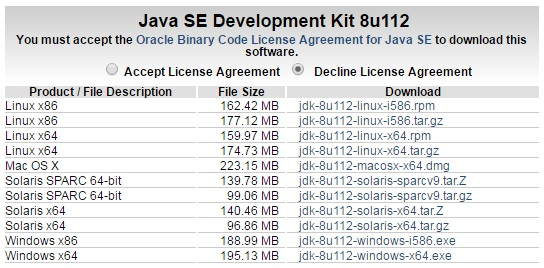 Java SE Development Kit 8u112
You must accept the Oracle Binary Code License Agreement for Java SE to download this
software.
Accept License Agreement Decline License Agreement
Product / File Description File Size Download
Linux x86 162.42 MB jdk-8u112-linux-i586.rpm
Linux x86 177.12 MB jdk-8u112-linux-i586.tar.gz
Linux x64 159.97 MB jdk-8u112-linux-x64.rpm
Linux x64 174.73 MB jdk-8u112-linux-x64.tar.gz
Mac OS X 223.15 MB jdk-8u112-macosx-x64.dmg
Solaris SPARC 64-bit 139.78 MB jdk-8u112-solaris-sparcv9.tar.Z
Solaris SPARC 64-bit 99.06 MB jdk-8u112-solaris-sparcv9.tar.gz
Solaris x64 140.46 MB jdk-8u112-solaris-x64.tar.Z
Solaris x64 96.86 MB jdk-8u112-solaris-x64.tar.gz
Windows x86 188.99 MB jdk-8u112-windows-i586.exe
Windows x64 195.13 MB jdk-8u112-windows-x64.exe